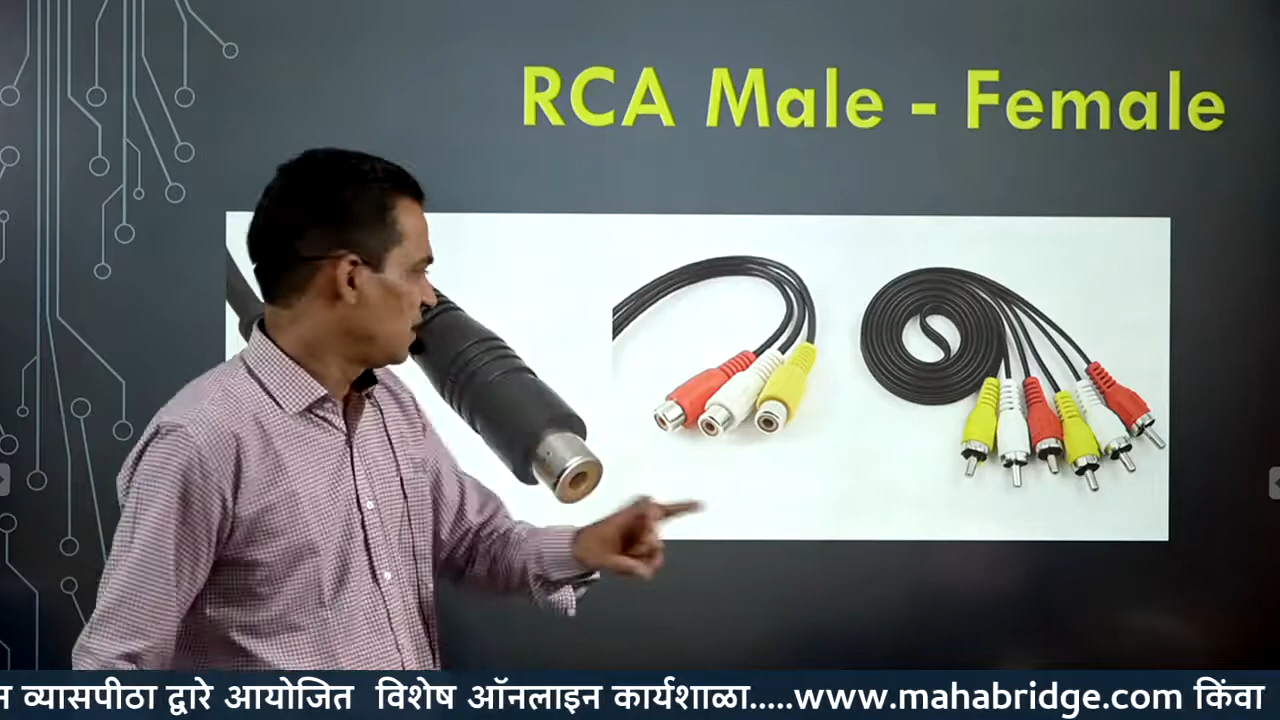 RCA Male - Female
व्यासपीठा द्वारे आयोजित विशेष ऑनलाइन कार्यशाळा.....www.mahabridge.com किंवा